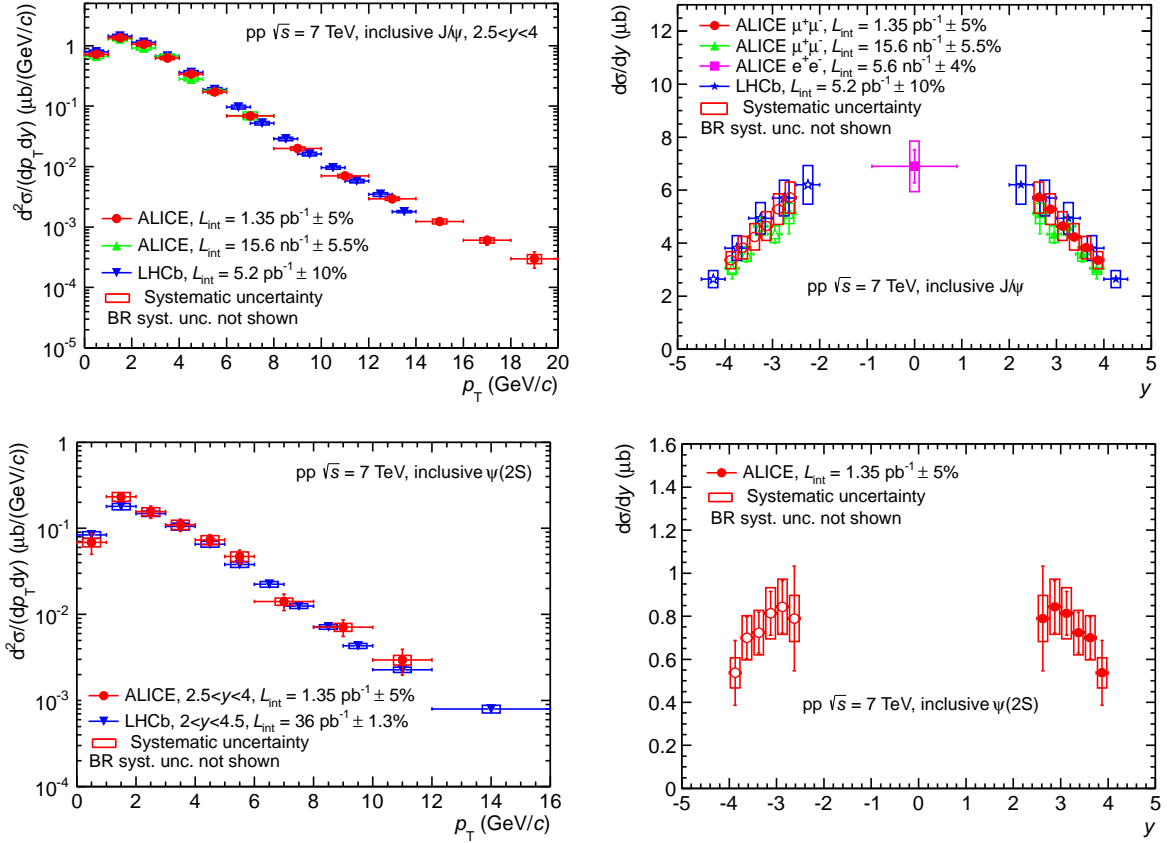 pp √s = 7 TeV, inclusive J/ψ, 2.5<y<4
d²σ/(dp_T dy) (μb/(GeV/c))
1
10⁻¹
10⁻²
10⁻³
10⁻⁴
10⁻⁵
ALICE, L_int = 1.35 pb⁻¹ ± 5%
ALICE, L_int = 15.6 nb⁻¹ ± 5.5%
LHCb, L_int = 5.2 pb⁻¹ ± 10%
Systematic uncertainty
BR syst. unc. not shown
0 2 4 6 8 10 12 14 16 18 20
p_T (GeV/c)
dσ/dy (μb)
12
10
8
6
4
2
0
ALICE μ⁺μ⁻, L_int = 1.35 pb⁻¹ ± 5%
ALICE μ⁺μ⁻, L_int = 15.6 nb⁻¹ ± 5.5%
ALICE e⁺e⁻, L_int = 5.6 nb⁻¹ ± 4%
LHCb, L_int = 5.2 pb⁻¹ ± 10%
Systematic uncertainty
BR syst. unc. not shown
pp √s = 7 TeV, inclusive J/ψ
-5 -4 -3 -2 -1 0 1 2 3 4 5
y
d²σ/(dp_T dy) (μb/(GeV/c))
1
10⁻¹
10⁻²
10⁻³
10⁻⁴
pp √s = 7 TeV, inclusive ψ(2S)
ALICE, 2.5<y<4, L_int = 1.35 pb⁻¹ ± 5%
LHCb, 2<y<4.5, L_int = 36 pb⁻¹ ± 1.3%
Systematic uncertainty
BR syst. unc. not shown
0 2 4 6 8 10 12 14 16
p_T (GeV/c)
dσ/dy (μb)
1.6
1.4
1.2
1
0.8
0.6
0.4
0.2
0
ALICE, L_int = 1.35 pb⁻¹ ± 5%
Systematic uncertainty
BR syst. unc. not shown
pp √s = 7 TeV, inclusive ψ(2S)
-5 -4 -3 -2 -1 0 1 2 3 4 5
y